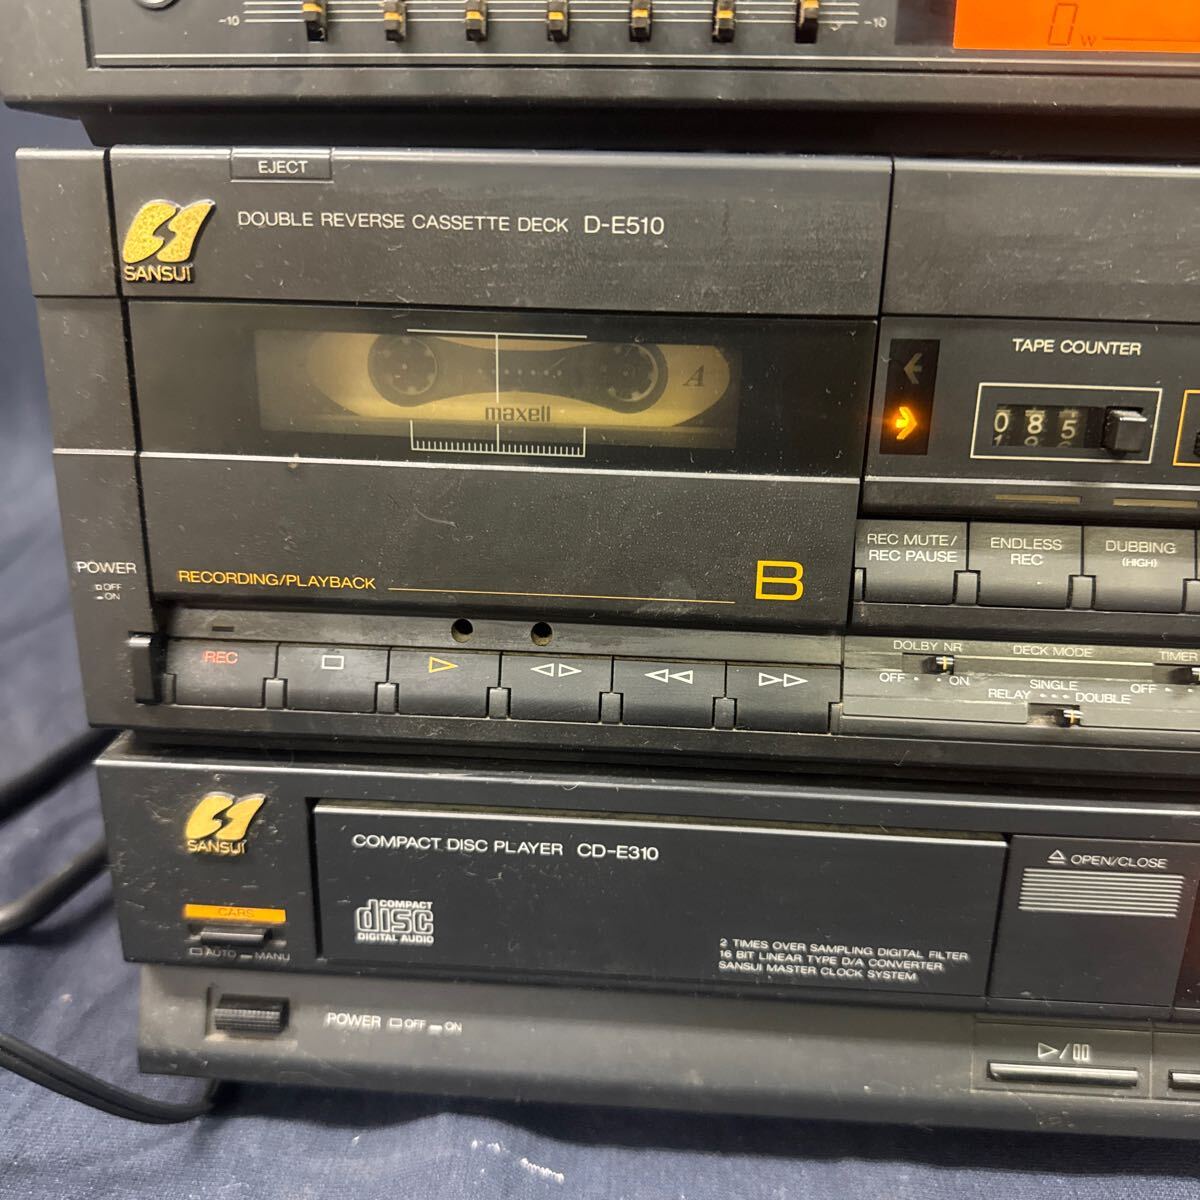 -10
-10
0 W
EJECT
SANSUI
DOUBLE REVERSE CASSETTE DECK D-E510
TAPE COUNTER
A
maxell
085
REC MUTE/
REC PAUSE
ENDLESS
REC
DUBBING
(HIGH)
POWER
OFF
ON
RECORDING/PLAYBACK
B
REC
DOLBY NR
OFF
ON
DECK MODE
SINGLE
RELAY
DOUBLE
TIMER
OFF
SANSUI
COMPACT DISC PLAYER CD-E310
OPEN/CLOSE
CARS
AUTO
MANU
COMPACT
disc
DIGITAL AUDIO
2 TIMES OVER SAMPLING DIGITAL FILTER
16 BIT LINEAR TYPE D/A CONVERTER
SANSUI MASTER CLOCK SYSTEM
POWER OFF ON